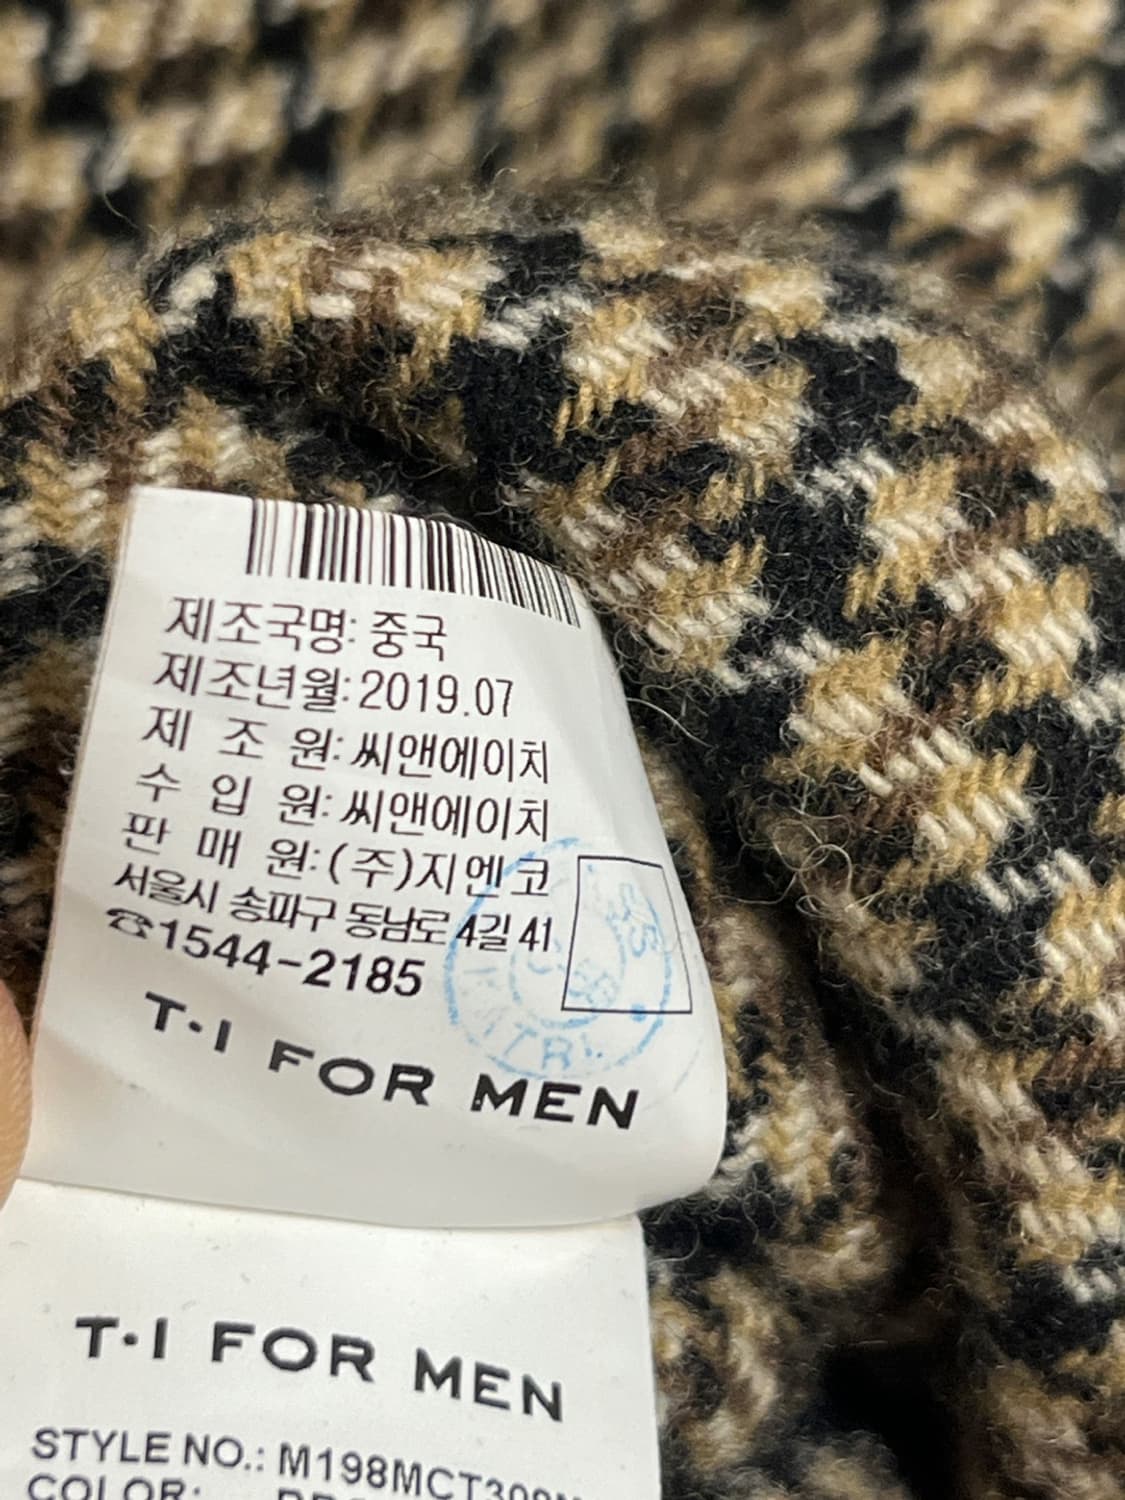 제조국명: 중국
제조년월: 2019.07
제 조 원: 씨앤에이치
수 입 원: 씨앤에이치
판 매 원: (주)지엔코
서울시 송파구 동남로 4길 41
☎1544-2185
T·I FOR MEN
T·I FOR MEN
STYLE NO.:
COLOR: